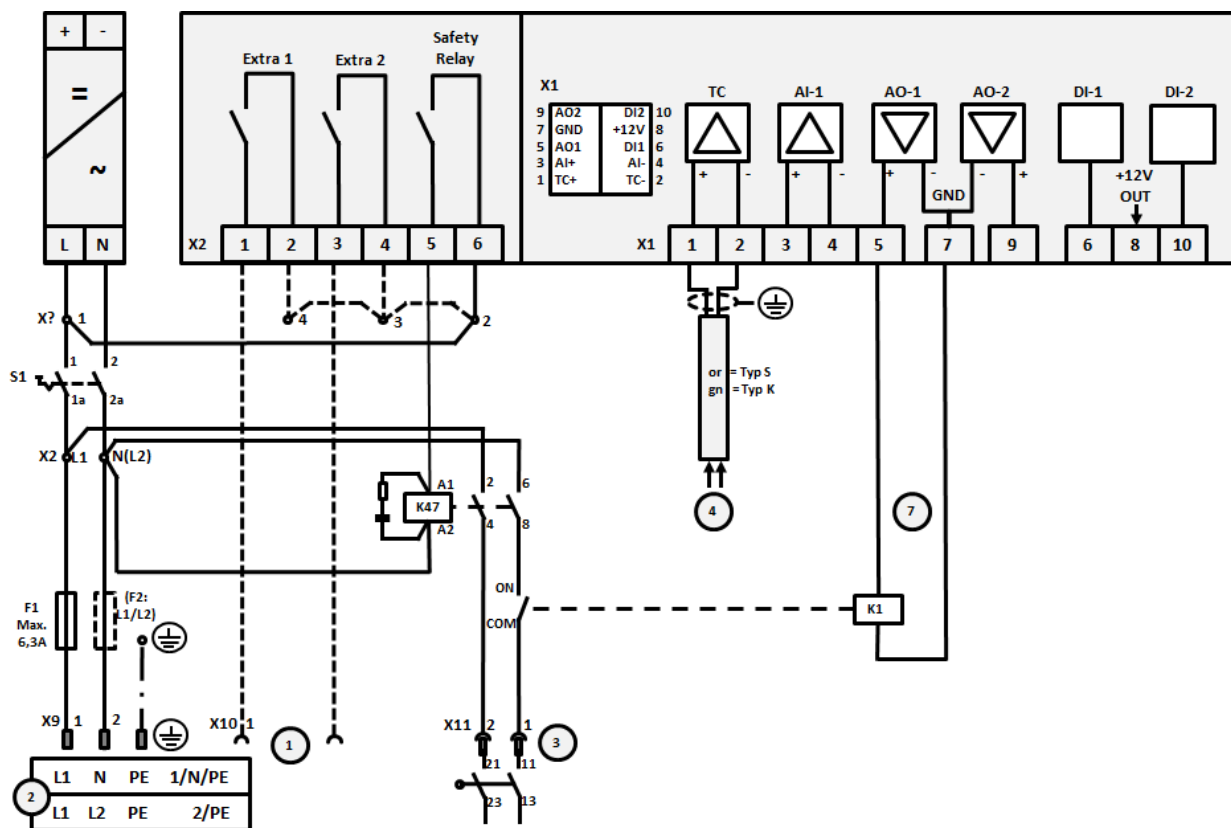 + -
=
~
L N
Extra 1
Extra 2
Safety
Relay
X2 1 2 3 4 5 6
X1
9 AO2 DI2 10
7 GND +12V 8
5 AO1 DI1 6
3 AI+ AI- 4
1 TC+ TC- 2
TC AI-1 AO-1 AO-2 DI-1 DI-2
+ - + - + - - +
GND
+12V
OUT
X1 1 2 3 4 5 7 9 6 8 10
X? 1
4 3 2
1 2
S1
1a 2a
or = Typ S
gn =Typ K
X2 L1 N(L2)
2 6
A1
K47
A2
4 8
4
7
F1
Max.
6,3A
(F2:
L1/L2)
ON
COM
K1
X9 1 2
X10 1
1
X11 2 1
3
21 11
23 13
2
L1 N PE 1/N/PE
L1 L2 PE 2/PE